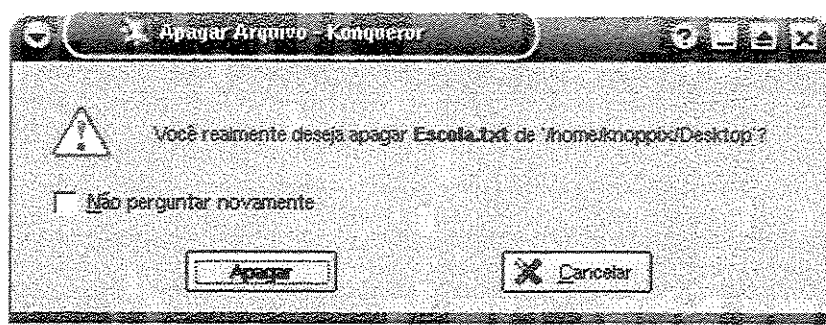 Apagar Arquivo - Konqueror
Você realmente deseja apagar Escola.txt de '/home/knoppix/Desktop'?
Não perguntar novamente
Apagar
Cancelar